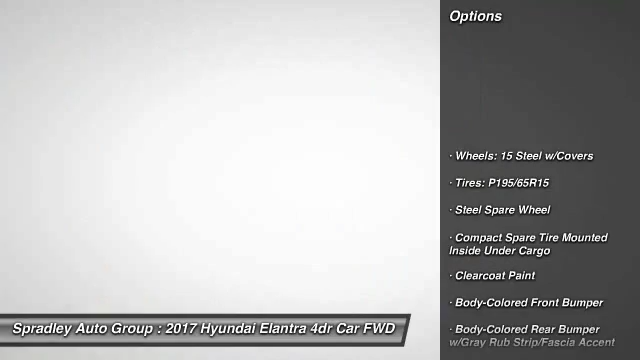 Options
· Wheels: 15 Steel w/Covers
· Tires: P195/65R15
· Steel Spare Wheel
· Compact Spare Tire Mounted
Inside Under Cargo
· Clearcoat Paint
· Body-Colored Front Bumper
· Body-Colored Rear Bumper
w/Gray Rub Strip/Fascia Accent
Spradley Auto Group : 2017 Hyundai Elantra 4dr Car FWD